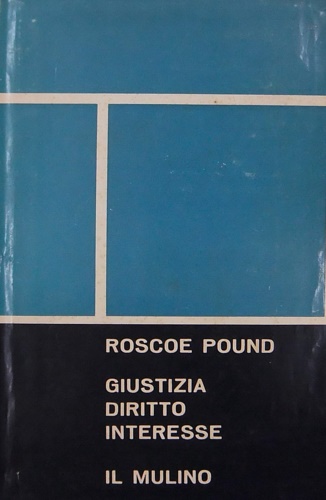 ROSCOE POUND
GIUSTIZIA
DIRITTO
INTERESSE
IL MULINO